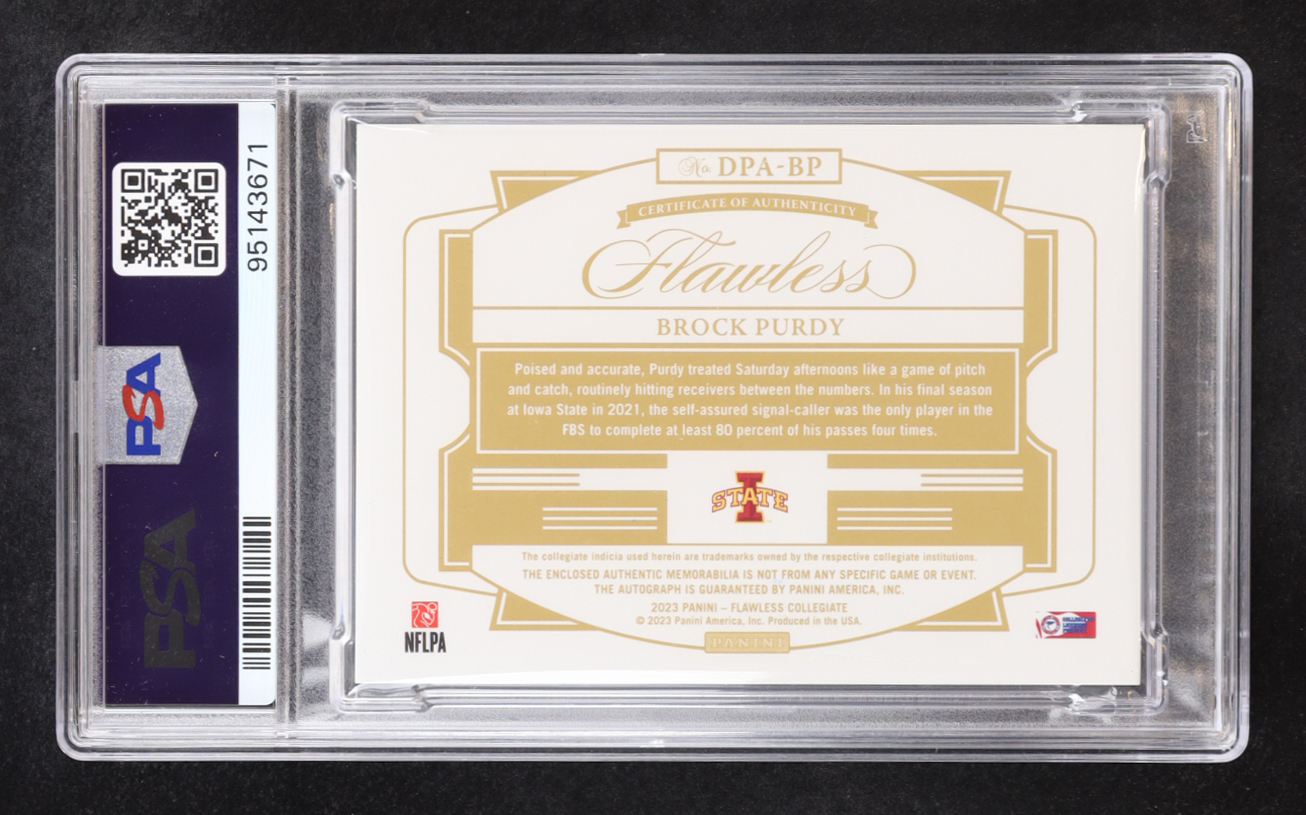 95143671
PSA
PSA
No. DPA-BP
CERTIFICATE OF AUTHENTICITY
Flawless
BROCK PURDY
Poised and accurate, Purdy treated Saturday afternoons like a game of pitch
and catch, routinely hitting receivers between the numbers. In his final season
at Iowa State in 2021, the self-assured signal-caller was the only player in the
FBS to complete at least 80 percent of his passes four times.
I STATE
The collegiate indicia used herein are trademarks owned by the respective collegiate institutions.
THE ENCLOSED AUTHENTIC MEMORABILIA IS NOT FROM ANY SPECIFIC GAME OR EVENT.
THE AUTOGRAPH IS GUARANTEED BY PANINI AMERICA, INC.
2023 PANINI – FLAWLESS COLLEGIATE
© 2023 Panini America, Inc. Produced in the USA.
PANINI
NFLPA